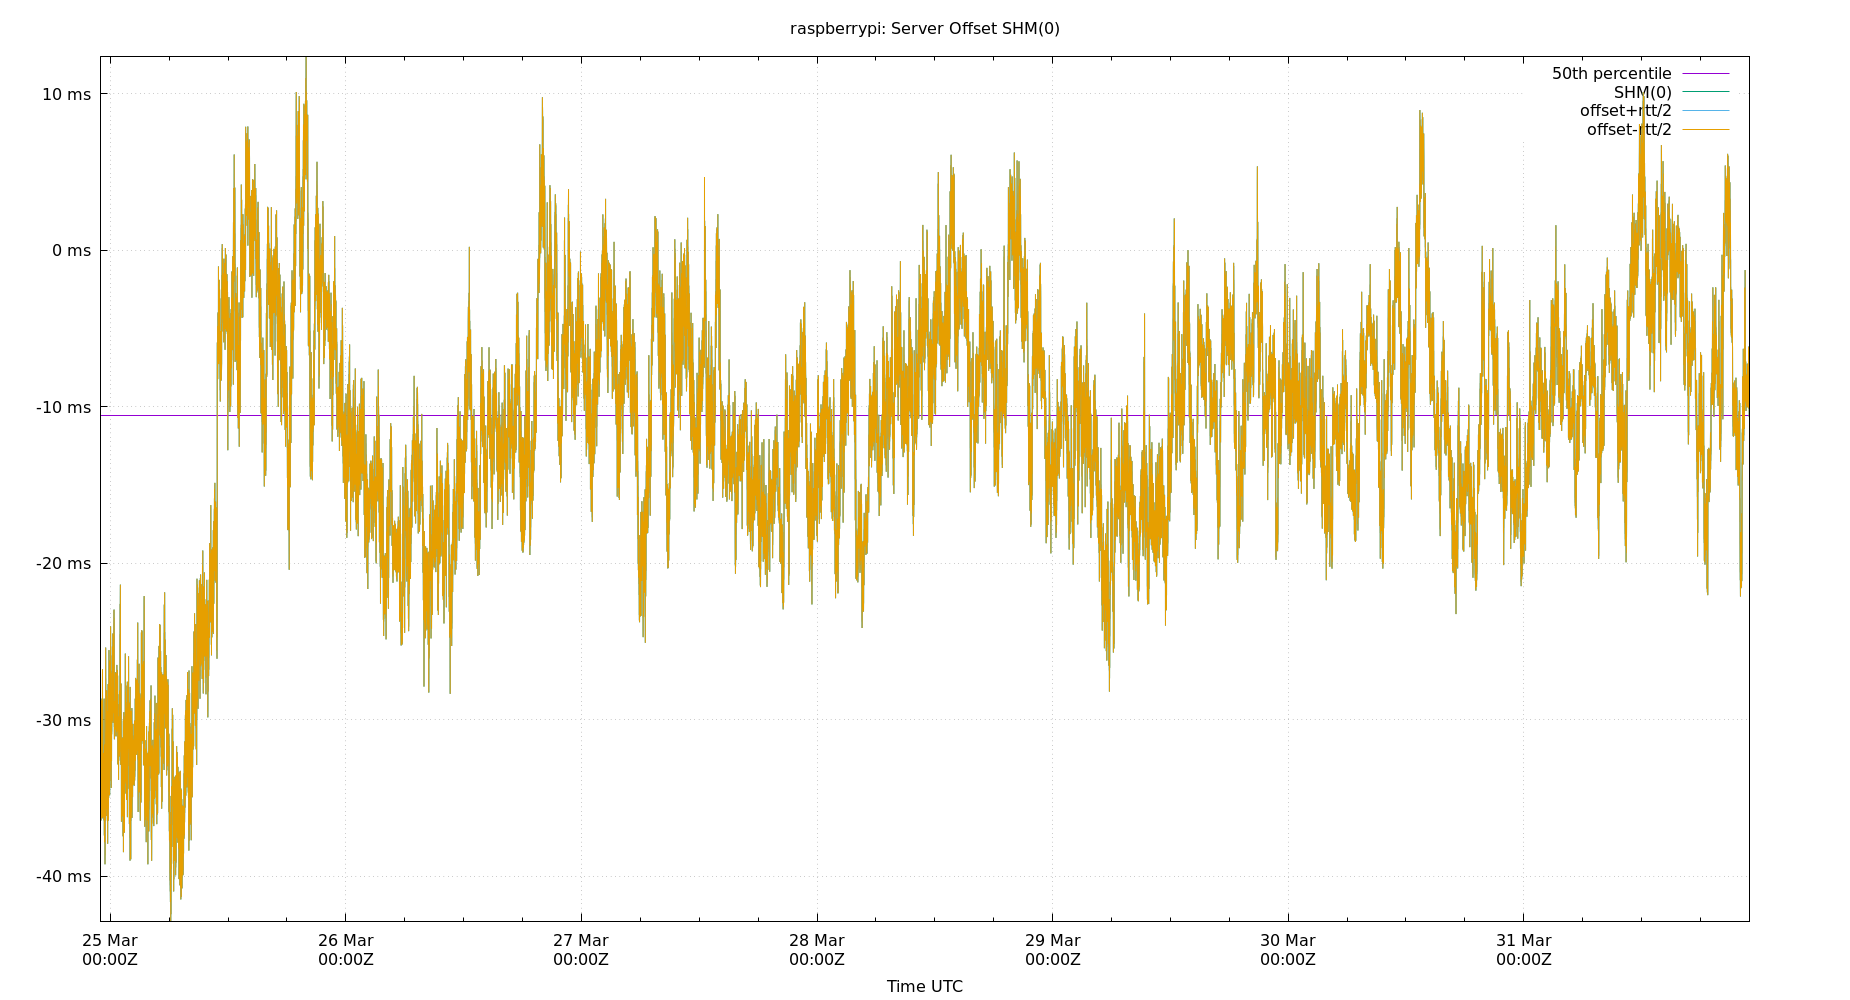 raspberrypi: Server Offset SHM(0)
50th percentile
SHM(0)
offset+rtt/2
offset-rtt/2
10 ms
0 ms
-10 ms
-20 ms
-30 ms
-40 ms
25 Mar 26 Mar 27 Mar 28 Mar 29 Mar 30 Mar 31 Mar
00:00Z 00:00Z 00:00Z 00:00Z 00:00Z 00:00Z 00:00Z
Time UTC